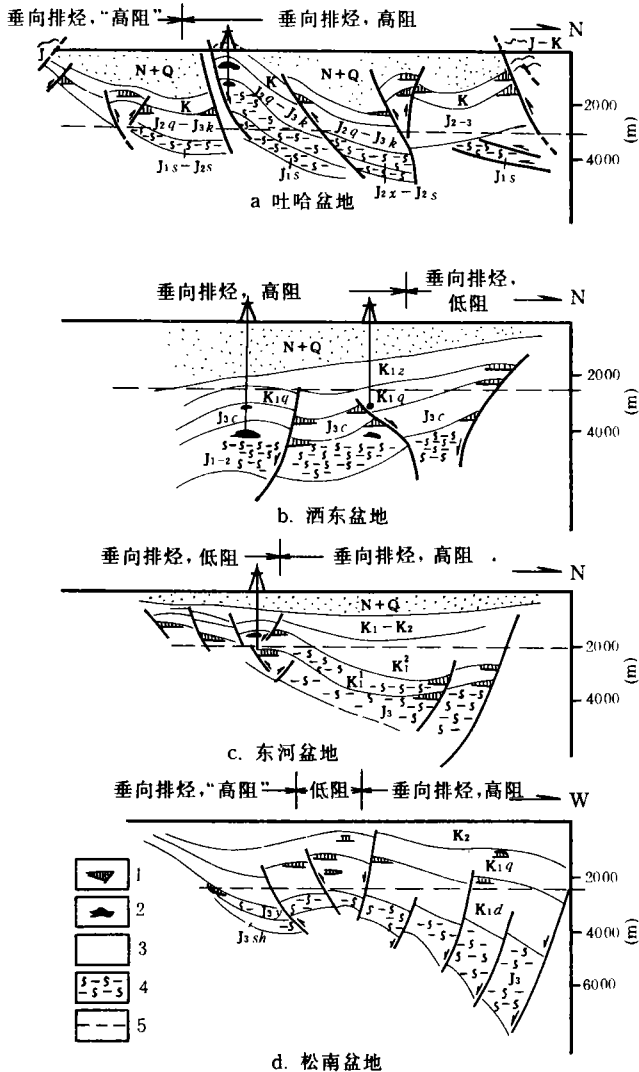 垂向排烃,“高阻” 垂向排烃, 高阻 N
J J-K
N+Q N+Q
K K K
2000
J₂q-J₃k J₂q-J₃k J₂q-J₃k J₂₋₃
(m)
4000
J₁s-J₂s J₁s J₂x-J₂s J₁s
a 吐哈盆地
垂向排烃, 高阻 垂向排烃, 低阻 N
N+Q
K₁z
2000
K₁q K₁q
J₃c J₃c J₃c
(m)
4000
J₁₋₂
b. 酒东盆地
垂向排烃, 低阻 垂向排烃, 高阻 N
N+Q
K₁-K₂
2000
K₁² K₁¹
(m)
J₃
4000
c. 东河盆地
垂向排烃,“高阻” 低阻 垂向排烃, 高阻 W
K₂
K₁q
2000
J₃y K₁d
(m)
J₃sh
4000
J₃
6000
1
2
3
4
5
d. 松南盆地